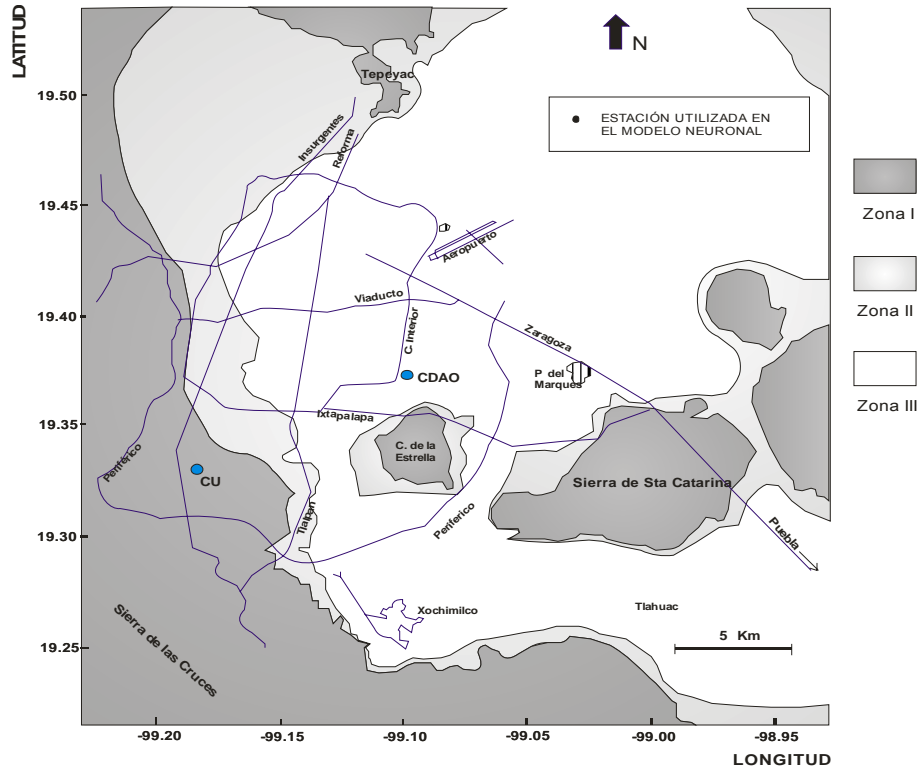 LATITUD
N
Tepeyac
19.50
ESTACIÓN UTILIZADA EN
EL MODELO NEURONAL
Insurgentes
Reforma
Zona I
19.45
Aeropuerto
Zona II
Viaducto
19.40
C. Interior
Zaragoza
CDAO
P del
Marqués
Zona III
Ixtapalapa
19.35
C. de la
Estrella
Periférico
CU
Sierra de Sta Catarina
Tlalpan
Periferico
19.30
Puebla
Xochimilco
Tlahuac
Sierra de las Cruces
5 Km
19.25
-99.20
-99.15
-99.10
-99.05
-99.00
-98.95
LONGITUD